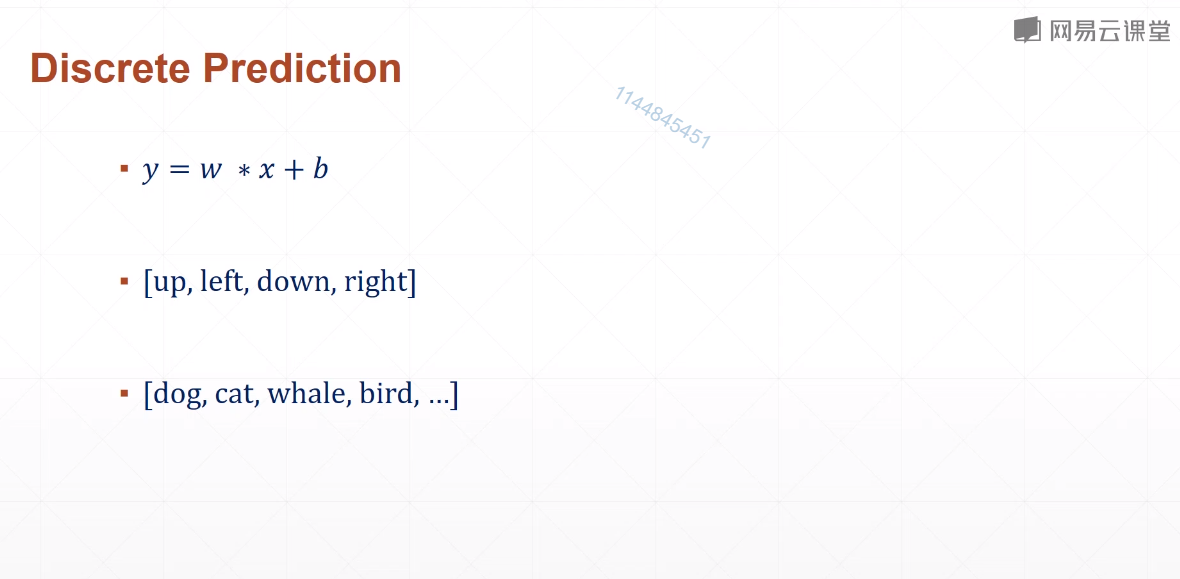 网易云课堂
Discrete Prediction
1144845451
▪ y = w ∗ x + b
▪ [up, left, down, right]
▪ [dog, cat, whale, bird, …]